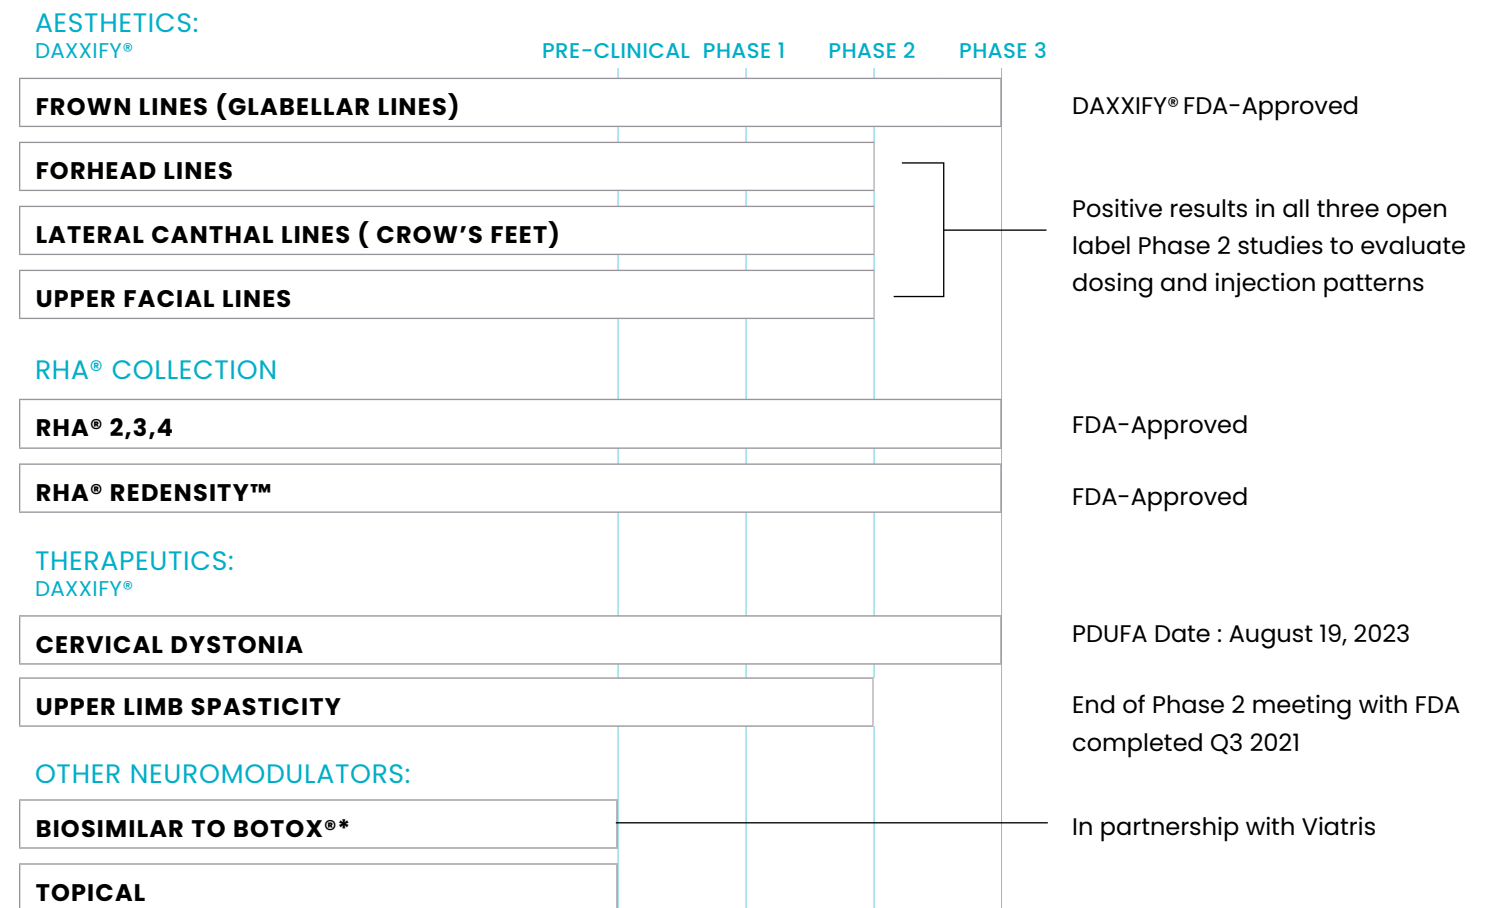 AESTHETICS:
DAXXIFY®
PRE-CLINICAL PHASE 1 PHASE 2 PHASE 3
FROWN LINES (GLABELLAR LINES)
DAXXIFY® FDA-Approved
FORHEAD LINES
LATERAL CANTHAL LINES ( CROW'S FEET)
UPPER FACIAL LINES
Positive results in all three open
label Phase 2 studies to evaluate
dosing and injection patterns
RHA® COLLECTION
RHA® 2,3,4
FDA-Approved
RHA® REDENSITY™
FDA-Approved
THERAPEUTICS:
DAXXIFY®
CERVICAL DYSTONIA
PDUFA Date : August 19, 2023
UPPER LIMB SPASTICITY
End of Phase 2 meeting with FDA
completed Q3 2021
OTHER NEUROMODULATORS:
BIOSIMILAR TO BOTOX®*
In partnership with Viatris
TOPICAL